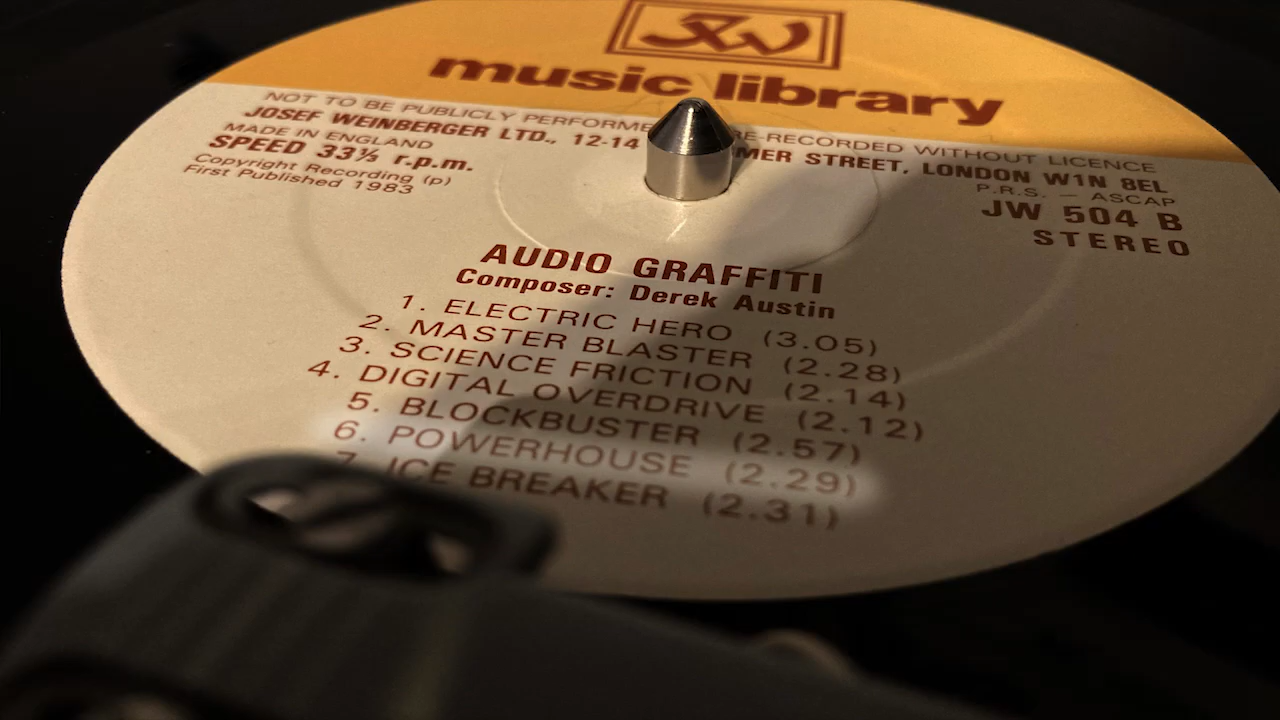 JW
music library
NOT TO BE PUBLICLY PERFORME RE-RECORDED WITHOUT LICENCE
JOSEF WEINBERGER LTD., 12-14 MER STREET, LONDON W1N 8EL
MADE IN ENGLAND
P.R.S. — ASCAP
SPEED 33⅓ r.p.m.
JW 504 B
Copyright Recording (p)
First Published 1983
STEREO
AUDIO GRAFFITI
Composer: Derek Austin
1. ELECTRIC HERO (3.05)
2. MASTER BLASTER (2.28)
3. SCIENCE FRICTION (2.14)
4. DIGITAL OVERDRIVE (2.12)
5. BLOCKBUSTER (2.57)
6. POWERHOUSE (2.29)
7. ICE BREAKER (2.31)